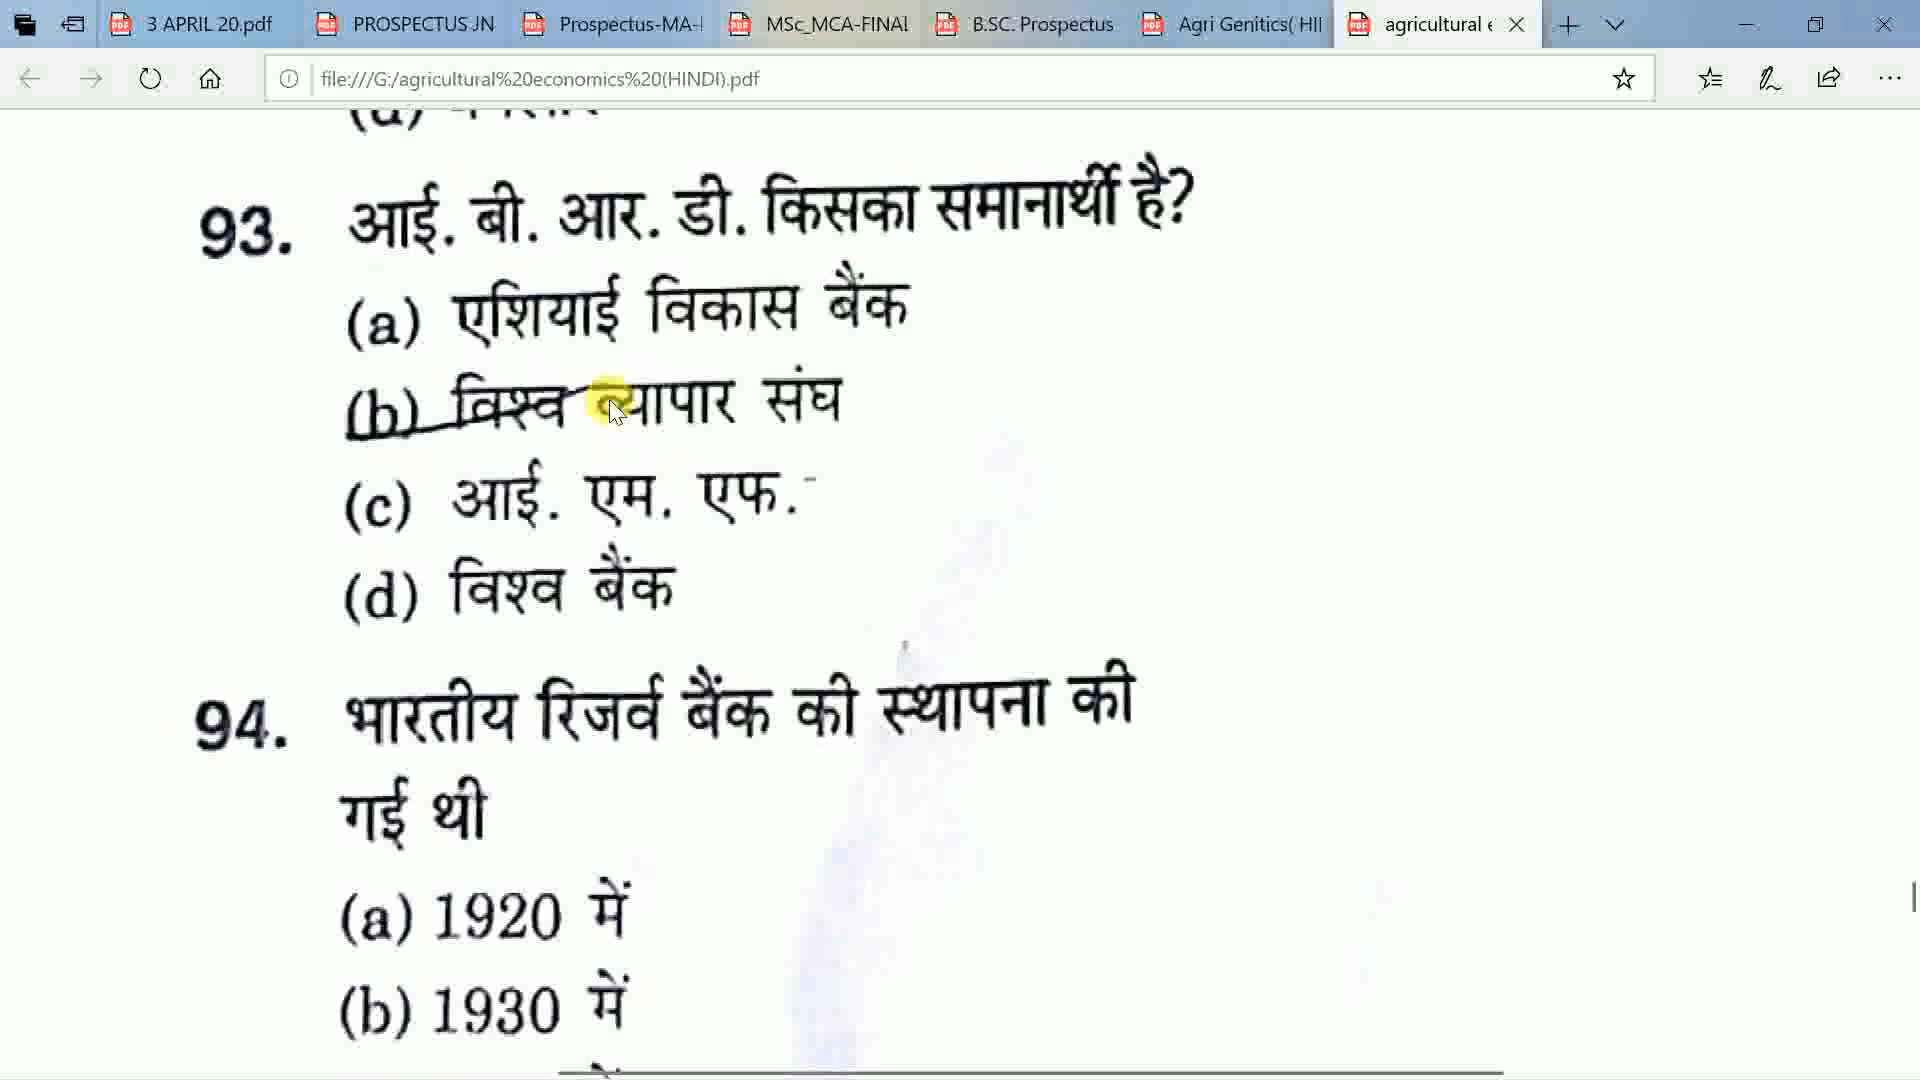 3 APRIL 20.pdf
PROSPECTUS JN
Prospectus-MA-
MSc_MCA-FINAL
B.SC. Prospectus
Agri Genitics( HI
agricultural e
file:///G:/agricultural%20economics%20(HINDI).pdf
93. आई. बी. आर. डी. किसका समानार्थी है?
(a) एशियाई विकास बैंक
(b) विश्व व्यापार संघ
(c) आई. एम. एफ.
(d) विश्व बैंक
94. भारतीय रिजर्व बैंक की स्थापना की
गई थी
(a) 1920 में
(b) 1930 में